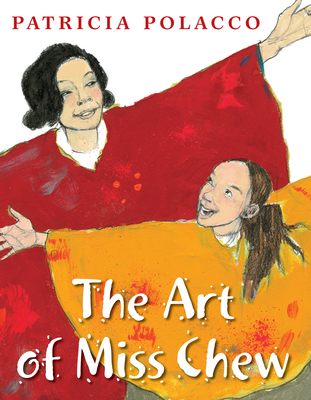 PATRICIA POLACCO
The Art
of Miss Chew